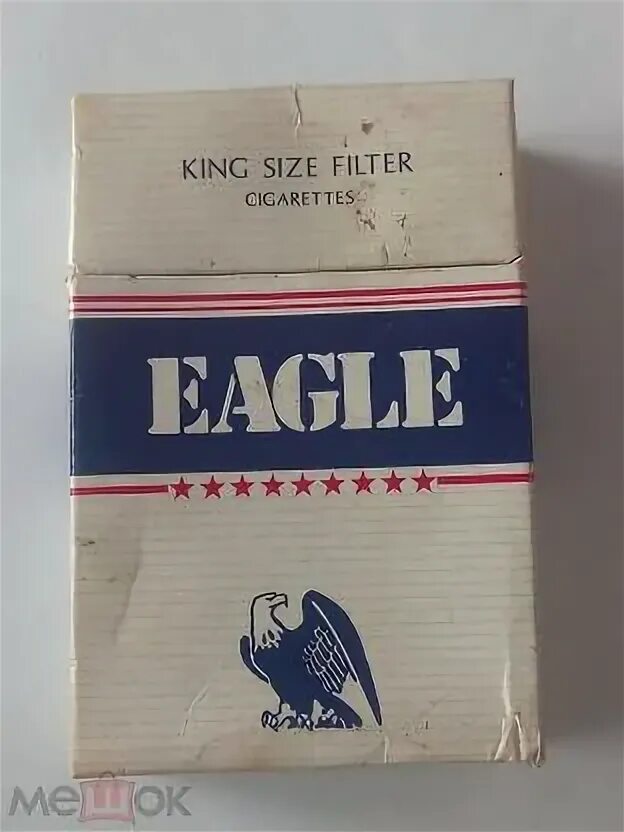 KING SIZE FILTER
CIGARETTES
EAGLE
мешок